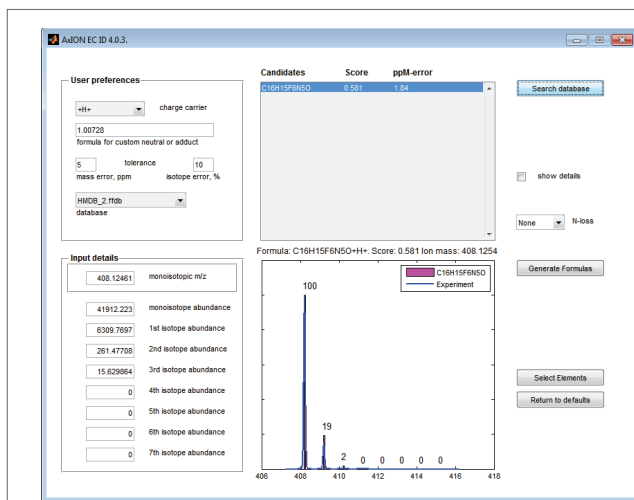 AxION EC ID 4.0.3.
User preferences
+H+
charge carrier
1.00728
formula for custom neutral or adduct
5 tolerance 10
mass error, ppm isotope error, %
HMDB_2.ffdb
database
Candidates Score ppM-error
C16H15F6N5O 0.581 1.84
Search database
show details
None N-loss
Generate Formulas
Select Elements
Return to defaults
Input details
408.12461 monoisotopic m/z
41912.223 monoisotope abundance
6309.7697 1st isotope abundance
261.47708 2nd isotope abundance
15.629864 3rd isotope abundance
0 4th isotope abundance
0 5th isotope abundance
0 6th isotope abundance
0 7th isotope abundance
Formula: C16H15F6N5O+H+. Score: 0.581 Ion mass: 408.1254
C16H15F6N5O
Experiment
100
19
2 0 0 0 0 0
406 408 410 412 414 416 418